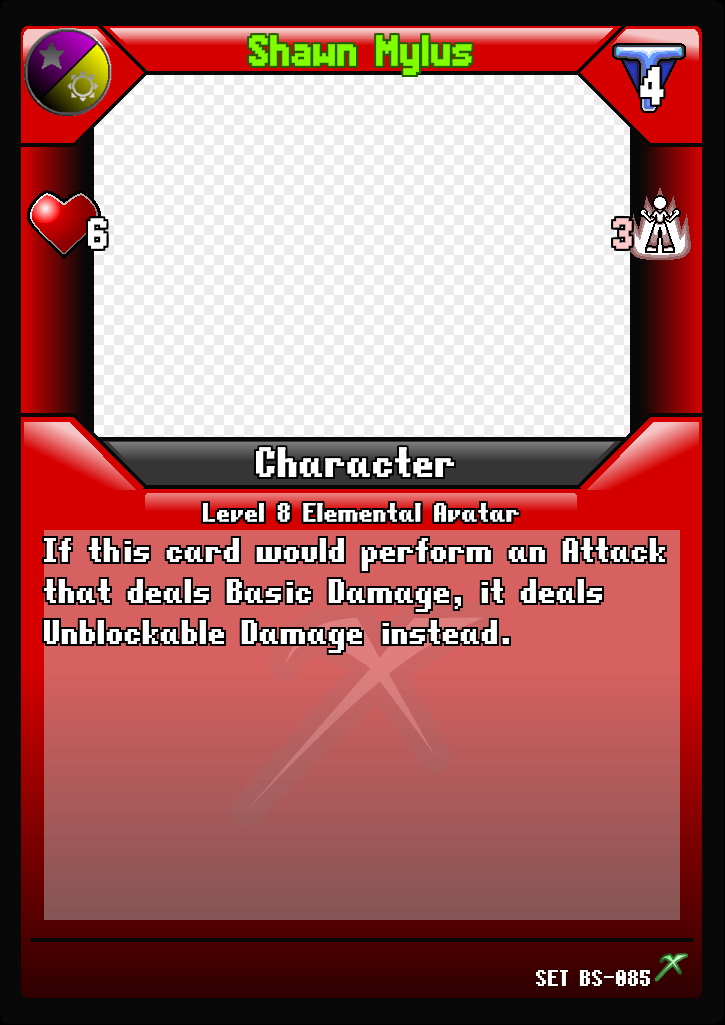 Shawn Mylus
4
6
3
Character
Level 8 Elemental Avatar
If this card would perform an Attack
that deals Basic Damage, it deals
Unblockable Damage instead.
SET BS-085